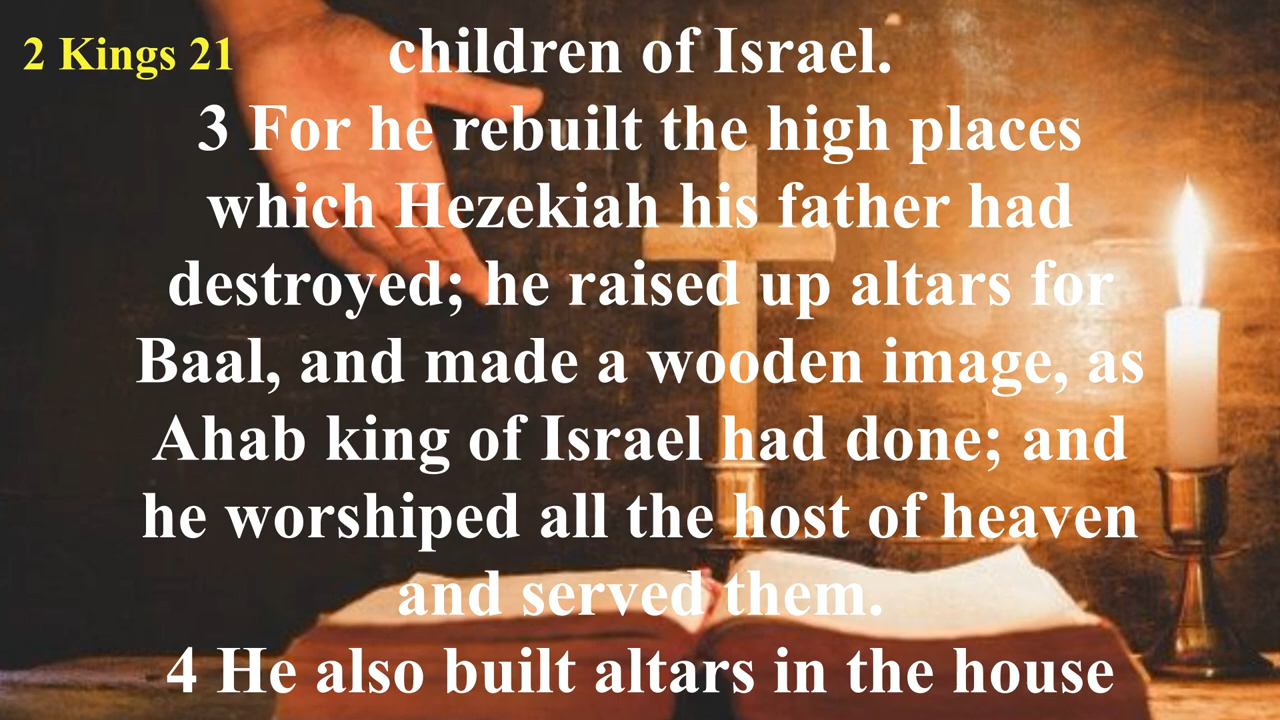 2 Kings 21
children of Israel.
3 For he rebuilt the high places
which Hezekiah his father had
destroyed; he raised up altars for
Baal, and made a wooden image, as
Ahab king of Israel had done; and
he worshiped all the host of heaven
and served them.
4 He also built altars in the house